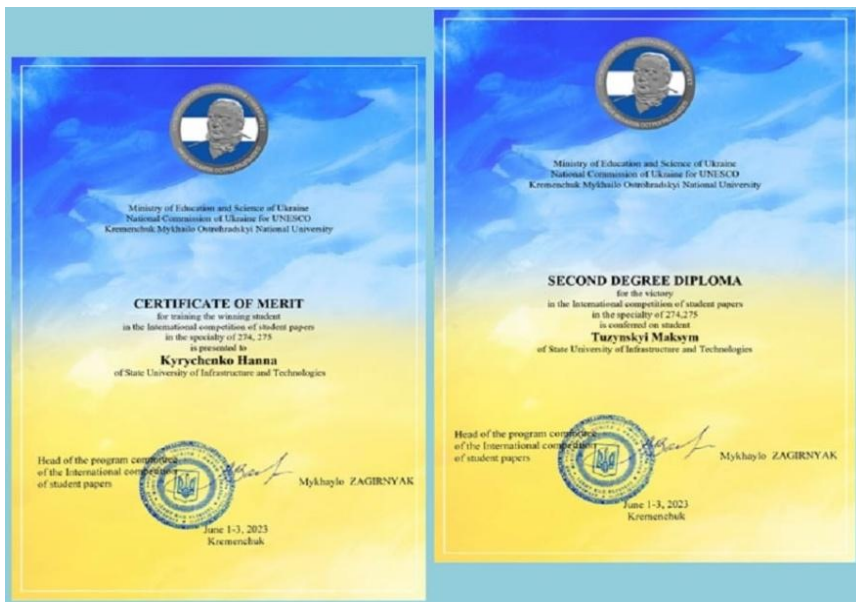 Ministry of Education and Science of Ukraine
National Commission of Ukraine for UNESCO
Kremenchuk Mykhailo Ostrohradskyi National University
CERTIFICATE OF MERIT
for training the winning student
in the International competition of student papers
in the specialty of 274, 275
is presented to
Kyrychenko Hanna
of State University of Infrastructure and Technologies
Head of the program committee
of the International competition
of student papers
Mykhaylo ZAGIRNYAK
June 1-3, 2023
Kremenchuk
Ministry of Education and Science of Ukraine
National Commission of Ukraine for UNESCO
Kremenchuk Mykhailo Ostrohradskyi National University
SECOND DEGREE DIPLOMA
for the victory
in the International competition of student papers
in the specialty of 274,275
is confirred on student
Tuzynskyi Maksym
of State University of Infrastructure and Technologies
Head of the program committee
of the International competition
of student papers
Mykhaylo ZAGIRNYAK
June 1-3, 2023
Kremenchuk